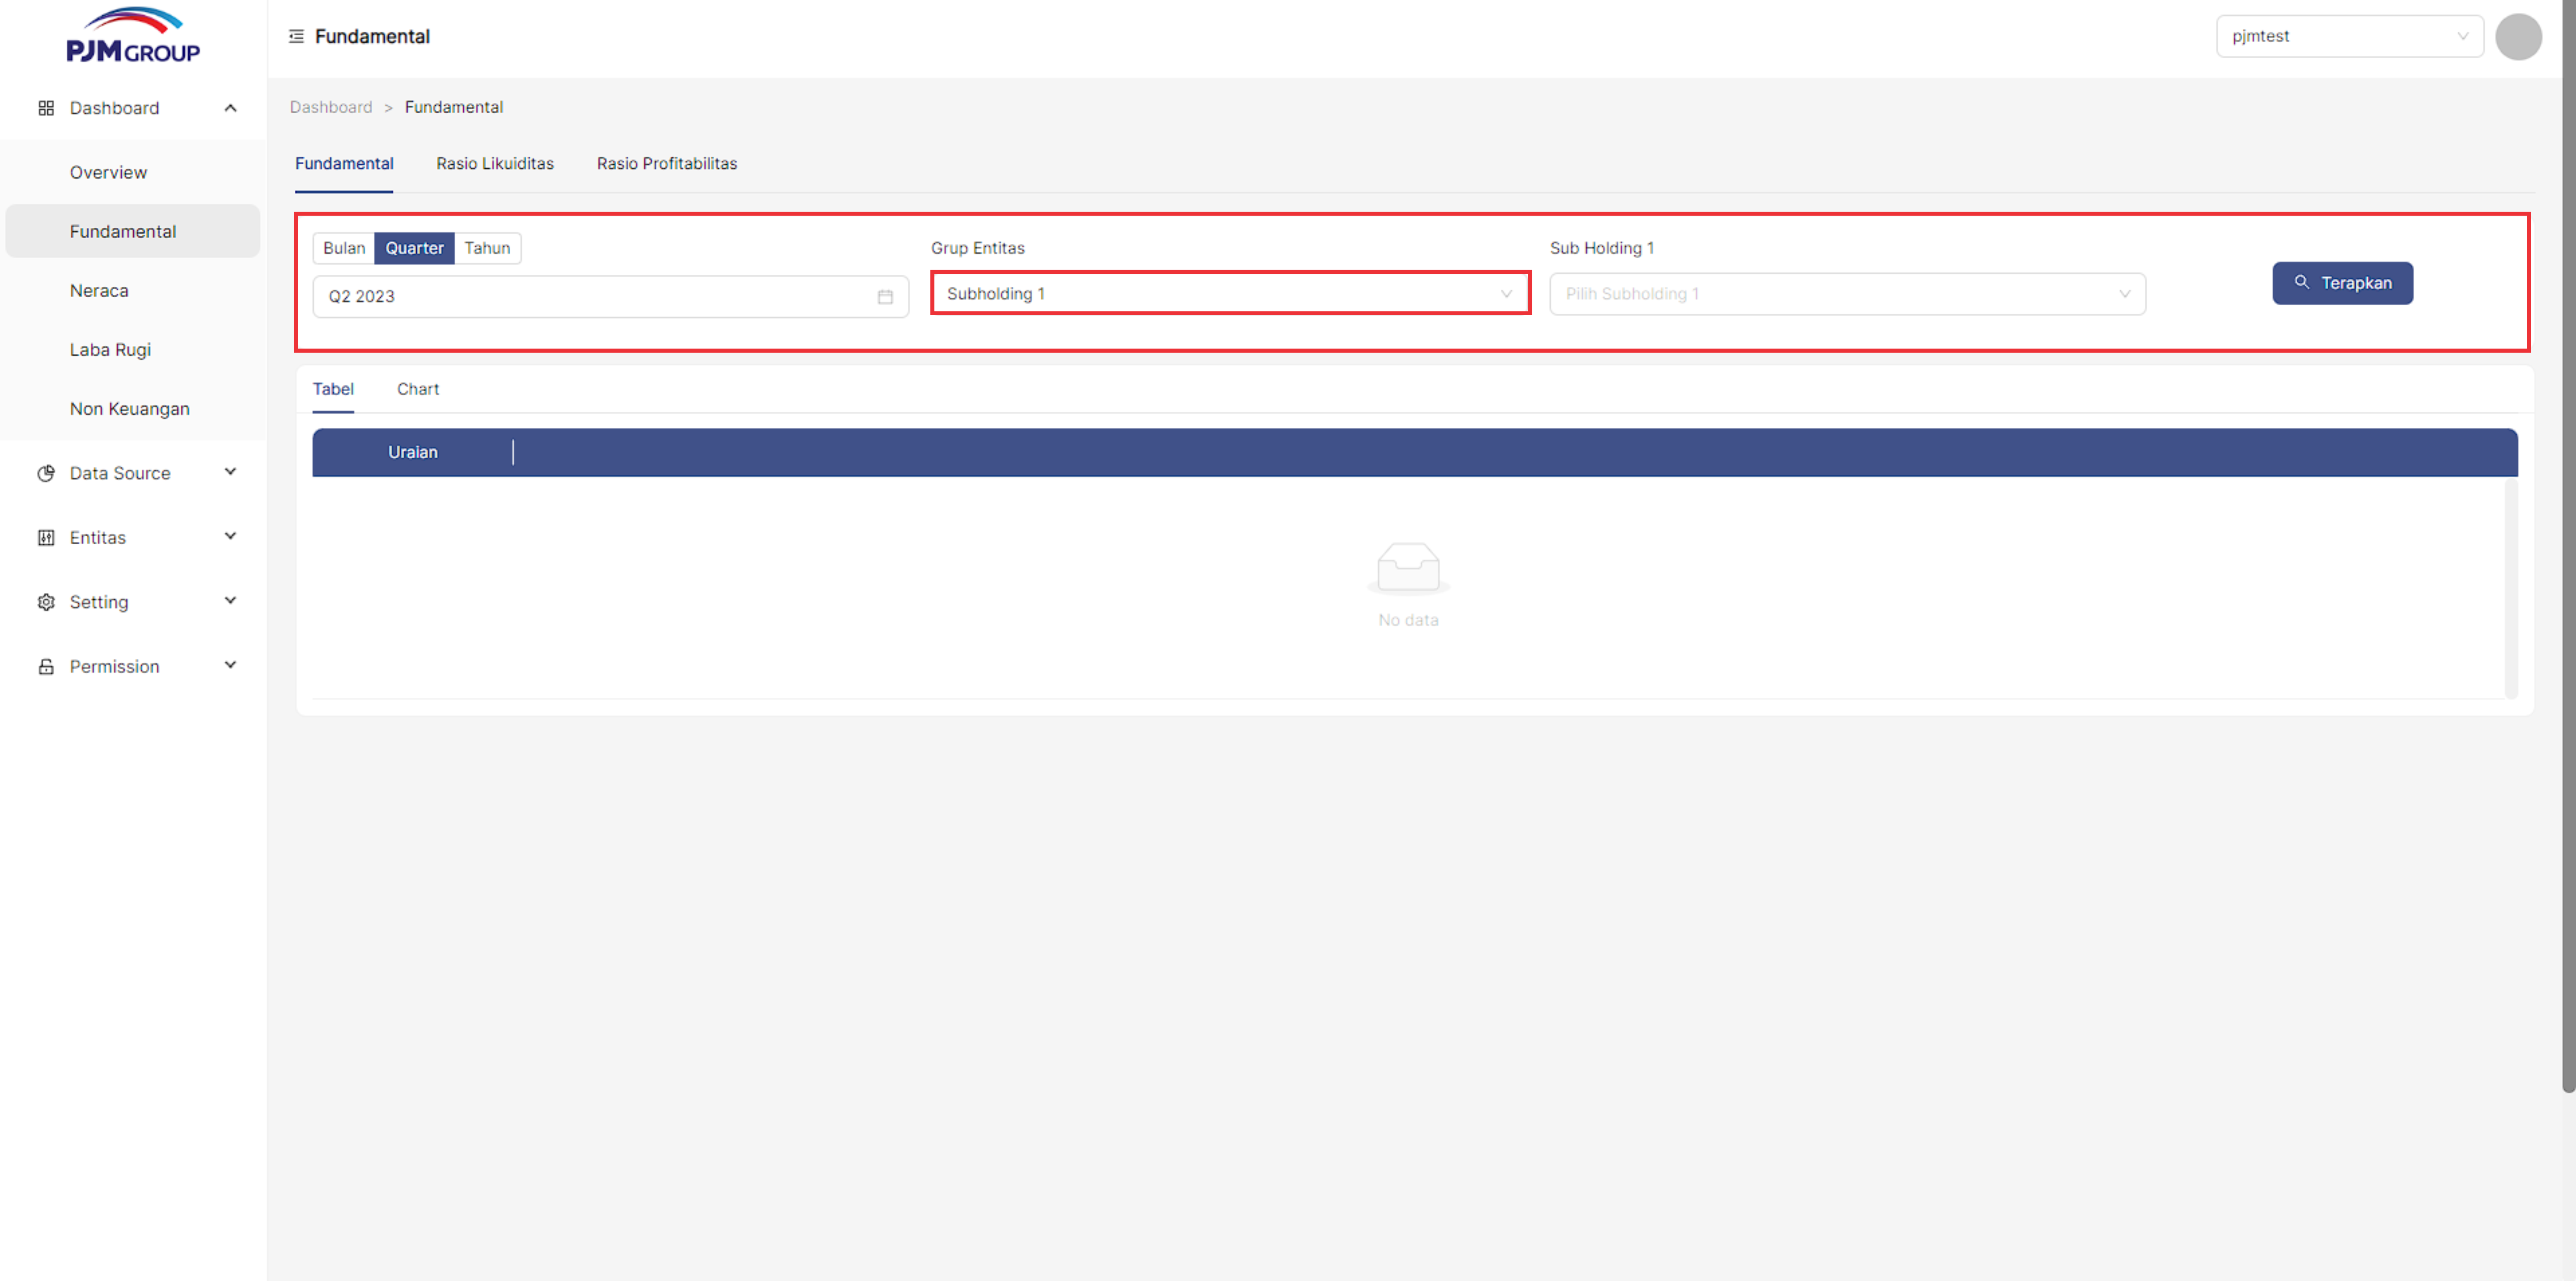 PJM GROUP
Fundamental
pjmtest
Dashboard
Overview
Fundamental
Neraca
Laba Rugi
Non Keuangan
Data Source
Entitas
Setting
Permission
Dashboard > Fundamental
Fundamental Rasio Likuiditas Rasio Profitabilitas
Bulan Quarter Tahun
Q2 2023
Grup Entitas
Subholding 1
Sub Holding 1
Pilih Subholding 1
Terapkan
Tabel Chart
Uraian
No data